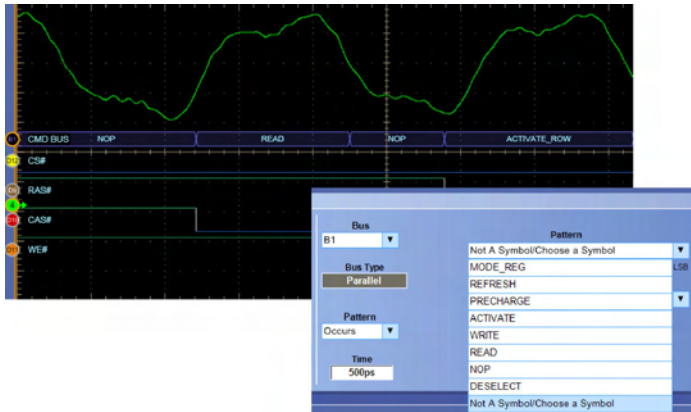 B1 CMD BUS NOP READ NOP ACTIVATE_ROW
D12 CS#
RAS#
4
CAS#
WE#
Bus
B1
Bus Type
Parallel
Pattern
Occurs
Time
500ps
Pattern
Not A Symbol/Choose a Symbol
LSB
MODE_REG
REFRESH
PRECHARGE
ACTIVATE
WRITE
READ
NOP
DESELECT
Not A Symbol/Choose a Symbol